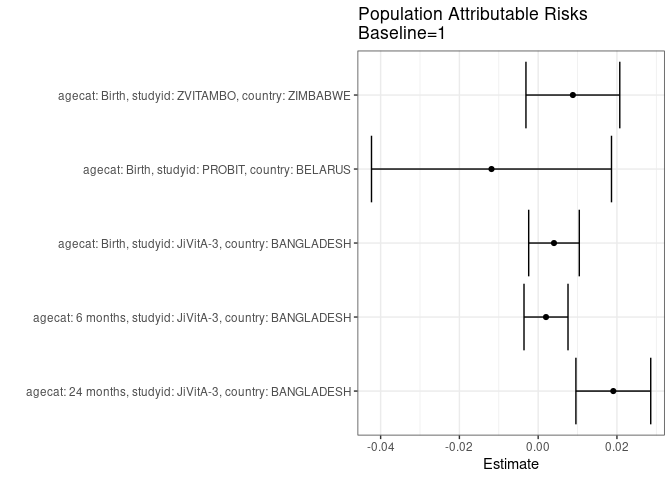 Population Attributable Risks
Baseline=1
agecat: Birth, studyid: ZVITAMBO, country: ZIMBABWE
agecat: Birth, studyid: PROBIT, country: BELARUS
agecat: Birth, studyid: JiVitA-3, country: BANGLADESH
agecat: 6 months, studyid: JiVitA-3, country: BANGLADESH
agecat: 24 months, studyid: JiVitA-3, country: BANGLADESH
-0.04 -0.02 0.00 0.02
Estimate